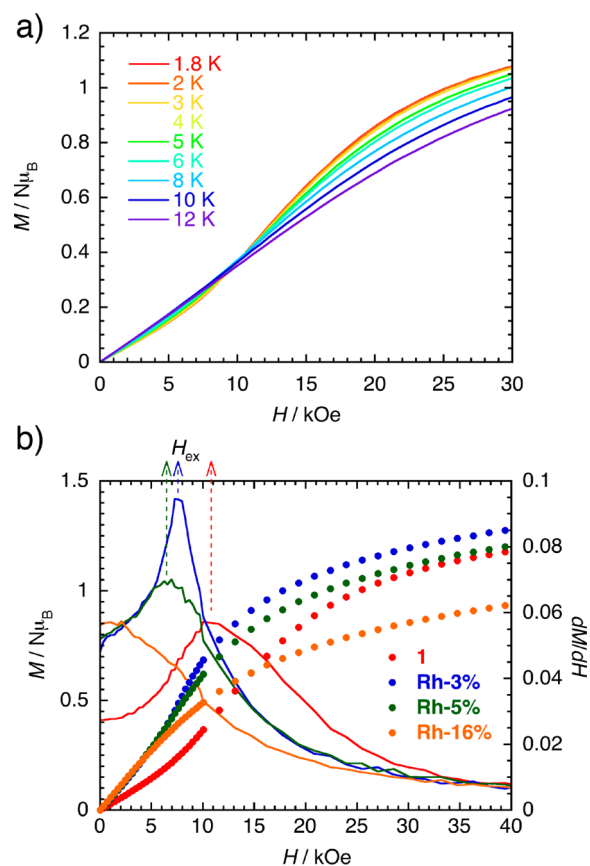 a)
1.2
1
0.8
0.6
0.4
0.2
0
M / Nμ_B
1.8 K
2 K
3 K
4 K
5 K
6 K
8 K
10 K
12 K
0 5 10 15 20 25 30
H / kOe
b)
H_ex
1.5
1
0.5
0
M / Nμ_B
0.1
0.08
0.06
0.04
0.02
0
dM/dH
1
Rh-3%
Rh-5%
Rh-16%
0 5 10 15 20 25 30 35 40
H / kOe